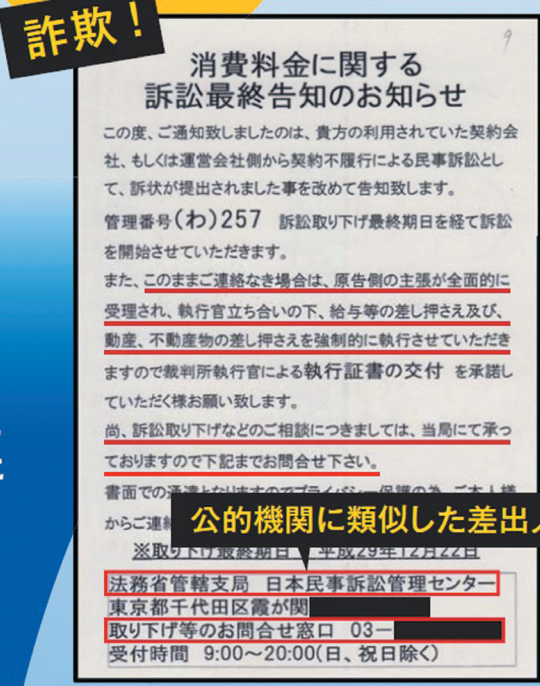 詐欺！
9
消費料金に関する
訴訟最終告知のお知らせ
この度、ご通知致しましたのは、貴方の利用されていた契約会
社、もしくは運営会社側から契約不履行による民事訴訟とし
て、訴状が提出されました事を改めて告知致します。
管理番号(わ)257 訴訟取り下げ最終期日を経て訴訟
を開始させていただきます。
また、このままご連絡なき場合は、原告側の主張が全面的に
受理され、執行官立ち合いの下、給与等の差し押さえ及び、
動産、不動産物の差し押さえを強制的に執行させていただき
ますので裁判所執行官による執行証書の交付 を承諾し
ていただく様お願い致します。
尚、訴訟取り下げなどのご相談につきましては、当局にて承っ
ておりますので下記までお問合せ下さい。
書面での通達となりますのでプライバシー保護の為、ご本人様
からご連絡
公的機関に類似した差出人
※取り下げ最終期日 平成29年12月22日
法務省管轄支局 日本民事訴訟管理センター
東京都千代田区霞が関
取り下げ等のお問合せ窓口 03ー
受付時間 9:00～20:00(日、祝日除く)